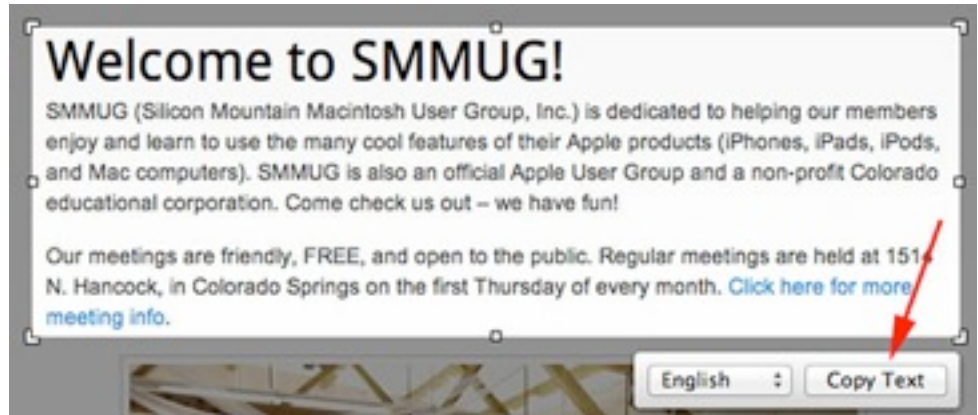 Welcome to SMMUG!
SMMUG (Silicon Mountain Macintosh User Group, Inc.) is dedicated to helping our members
enjoy and learn to use the many cool features of their Apple products (iPhones, iPads, iPods,
and Mac computers). SMMUG is also an official Apple User Group and a non-profit Colorado
educational corporation. Come check us out – we have fun!
Our meetings are friendly, FREE, and open to the public. Regular meetings are held at 1514
N. Hancock, in Colorado Springs on the first Thursday of every month. Click here for more
meeting info.
English Copy Text